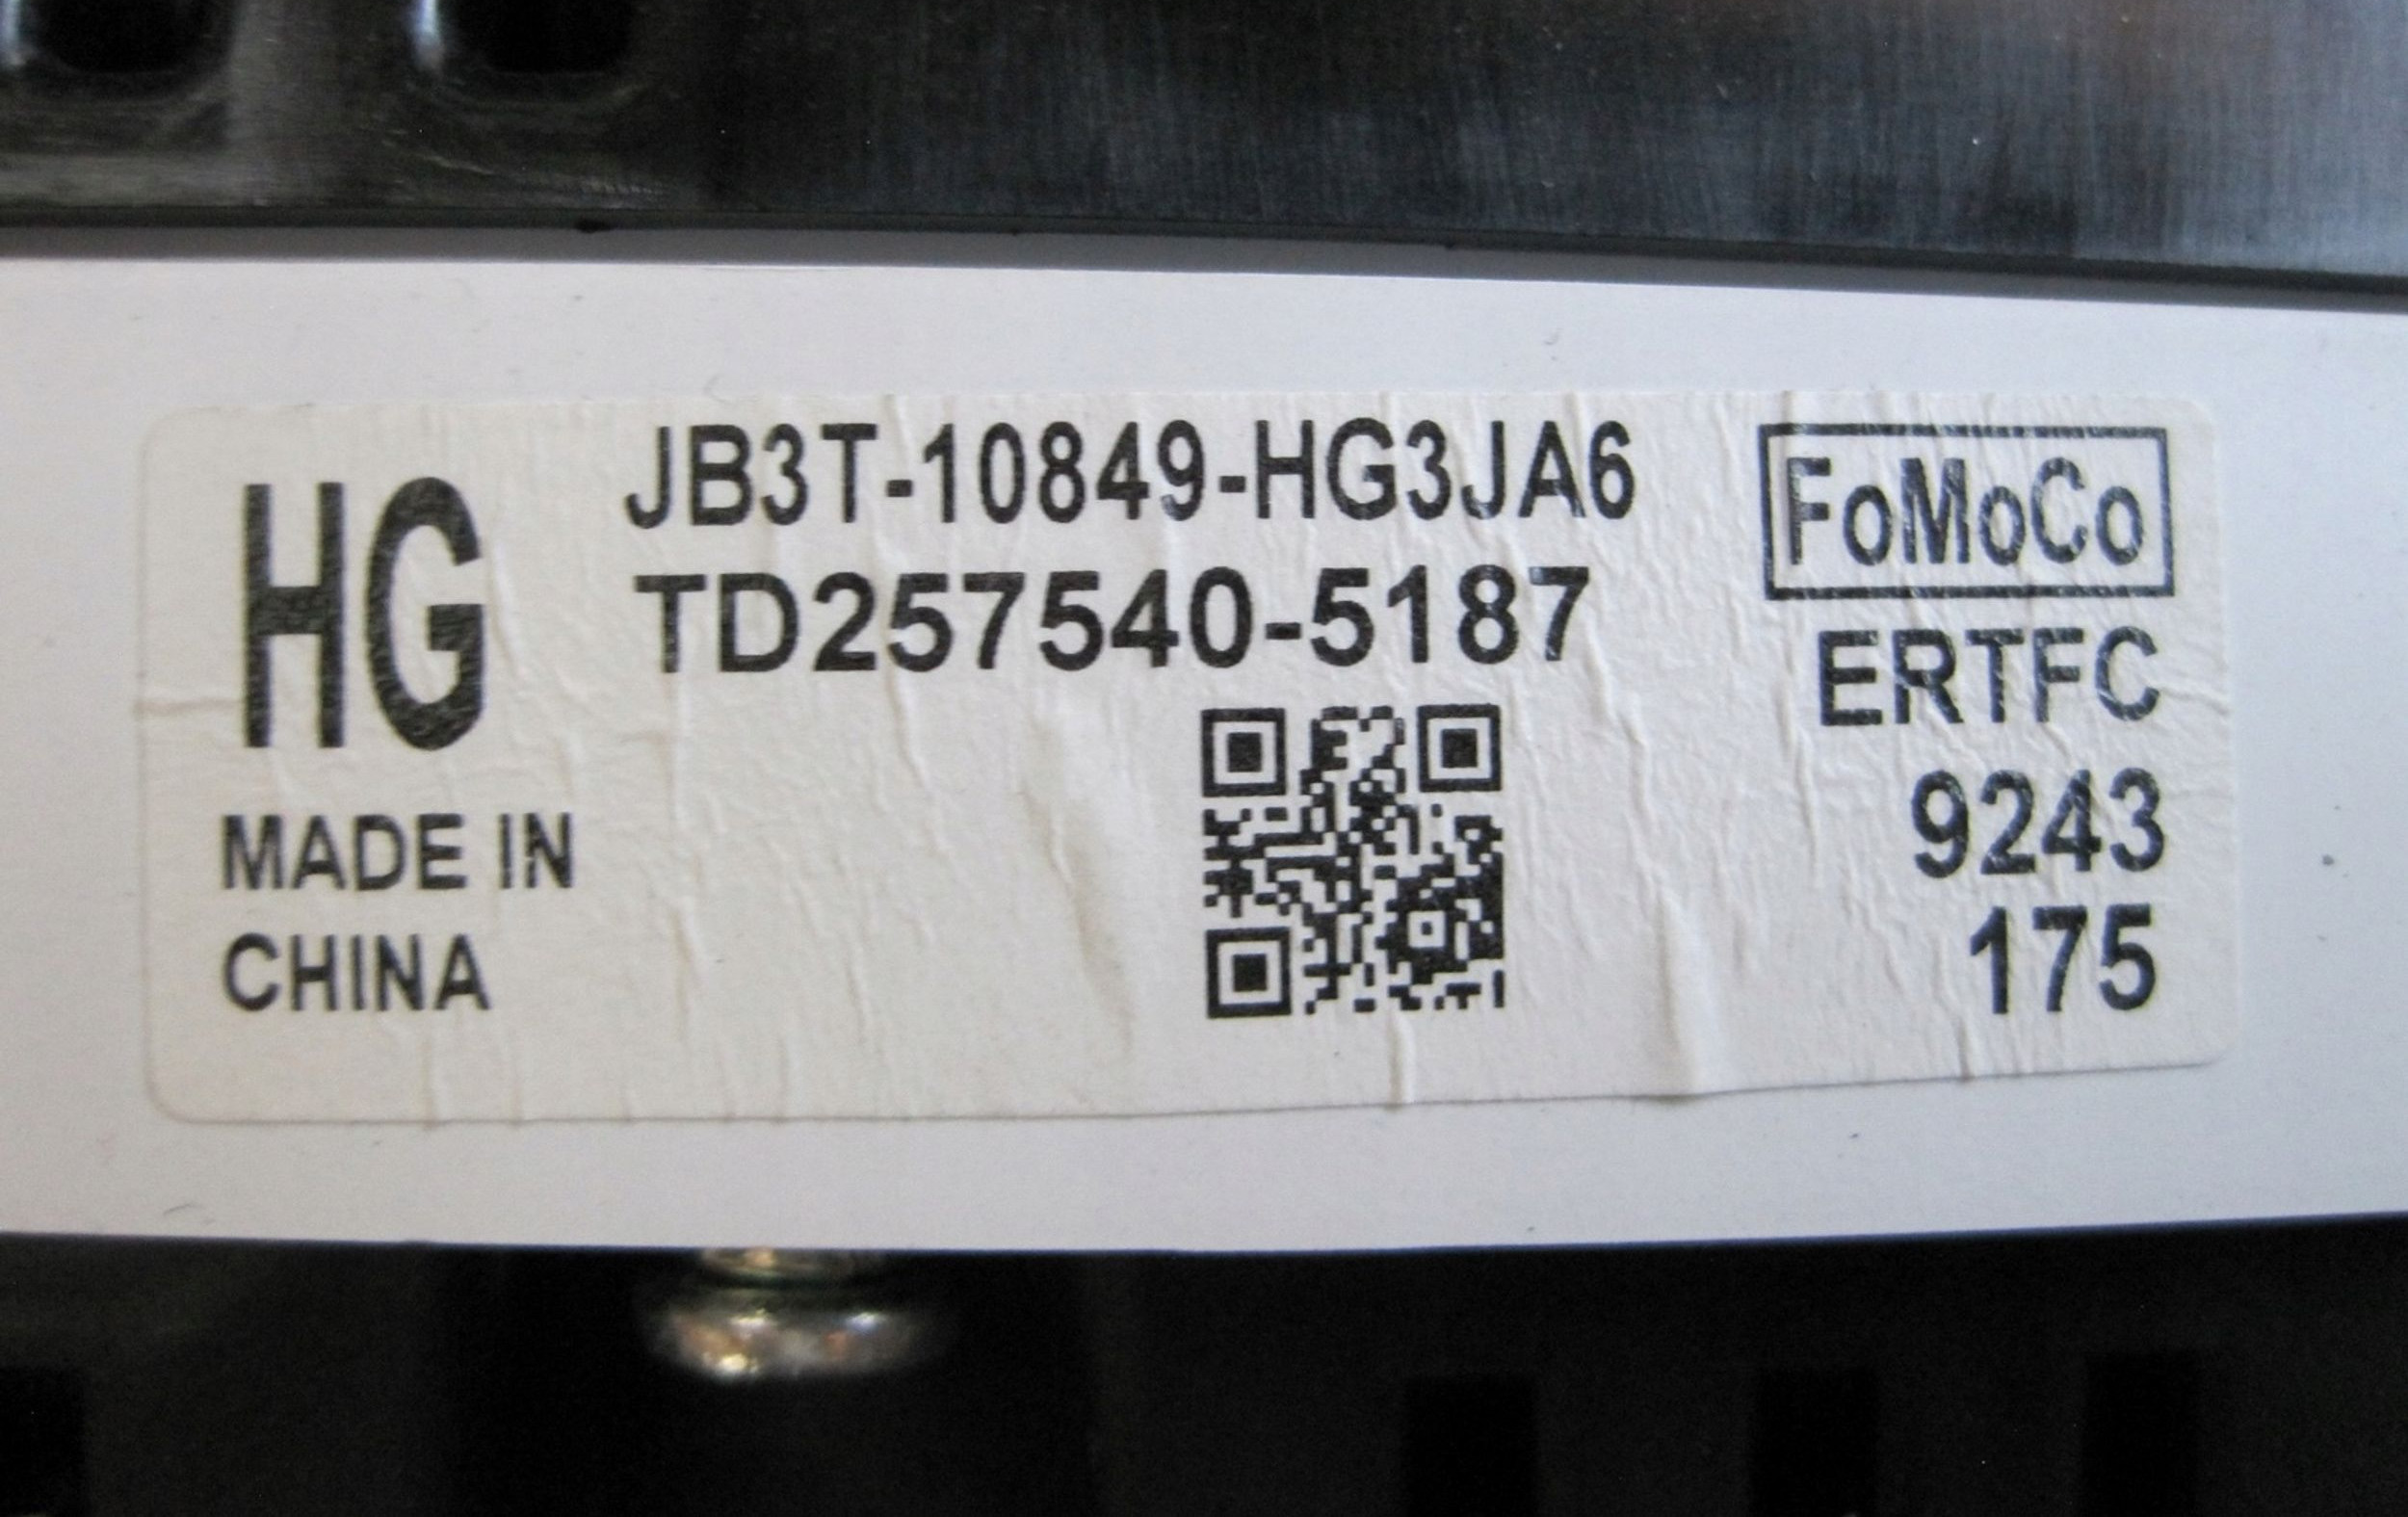 HG
MADE IN
CHINA
JB3T-10849-HG3JA6
TD257540-5187
FoMoCo
ERTFC
9243
175